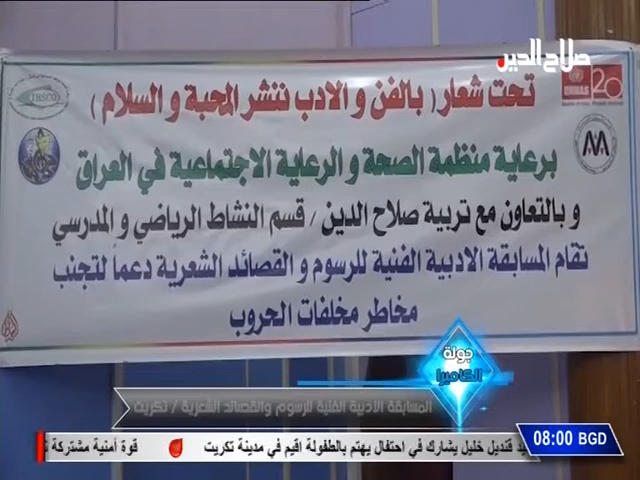 صلاح الدين
IHSCO
UNMAS
20
تحت شعار ( بالفن و الادب ننشر المحبة و السلام )
برعاية منظمة الصحة و الرعاية الاجتماعية في العراق
و بالتعاون مع تربية صلاح الدين / قسم النشاط الرياضي و المدرسي
تقام المسابقة الادبية الفنية للرسوم و القصائد الشعرية دعماً لتجنب
مخاطر مخلفات الحروب
جولة
الكاميرا
المسابقة الادبية الفنية للرسوم والقصائد الشعرية / تكريت
قنديل خليل يشارك في احتفال يهتم بالطفولة اقيم في مدينة تكريت
قوة أمنية مشتركة
08:00 BGD